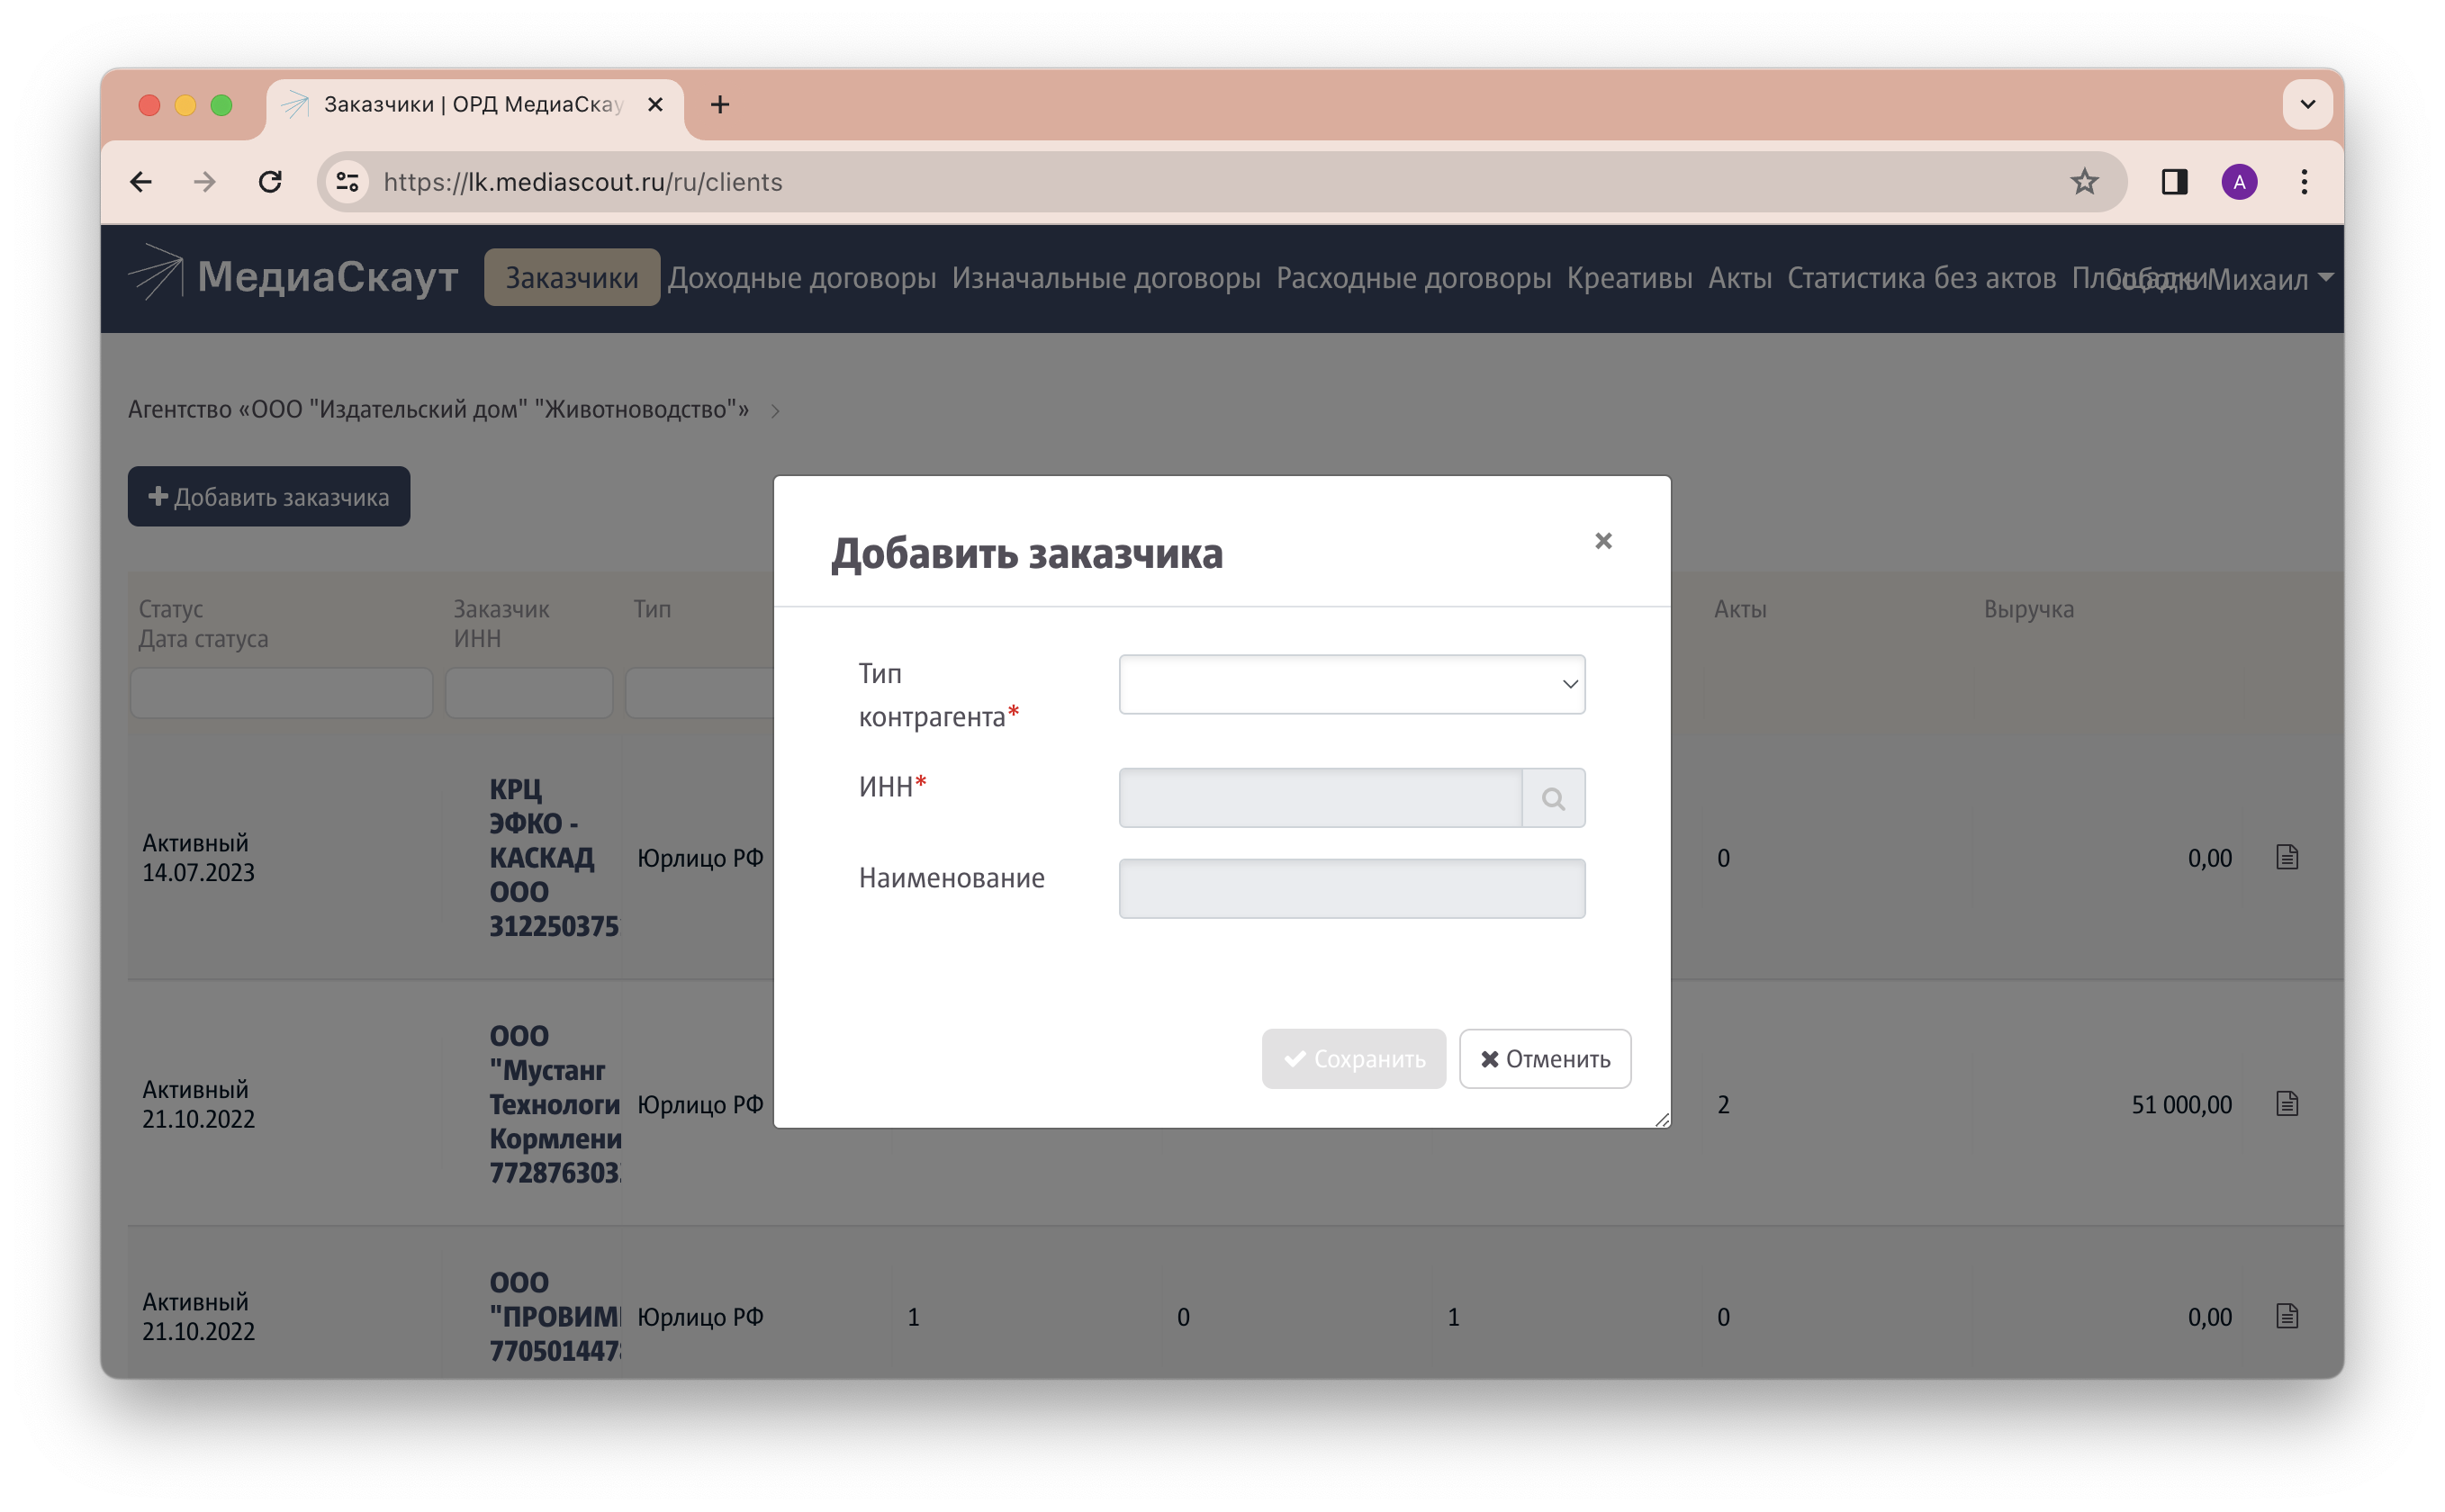 Заказчики | ОРД МедиаСкау
https://lk.mediascout.ru/ru/clients
A
МедиаСкаут
Заказчики
Доходные договоры
Изначальные договоры
Расходные договоры
Креативы
Акты
Статистика без актов
Площадки
Соболь Михаил
Агентство «ООО "Издательский дом" "Животноводство"»
Добавить заказчика
Статус
Дата статуса
Заказчик
ИНН
Тип
Акты
Выручка
Активный
14.07.2023
КРЦ
ЭФКО -
КАСКАД
ООО
312250375
Юрлицо РФ
0
0,00
Активный
21.10.2022
ООО
"Мустанг
Технологи
Кормлени
772876303
Юрлицо РФ
2
51 000,00
Активный
21.10.2022
ООО
"ПРОВИМИ
770501447
Юрлицо РФ
1
0
1
0
0,00
Добавить заказчика
Тип
контрагента*
ИНН*
Наименование
Сохранить
Отменить